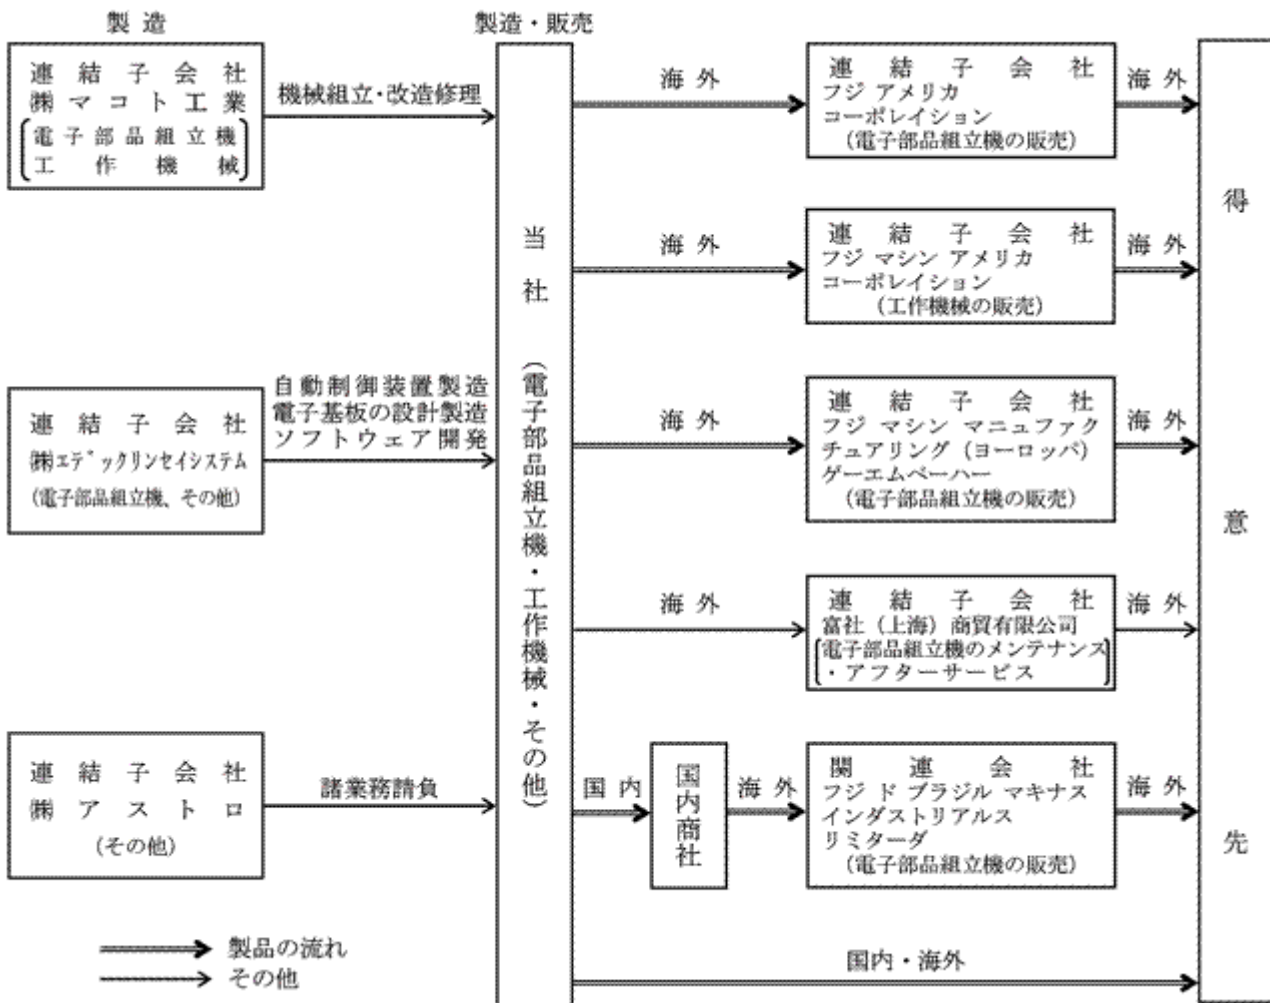 製造
連結子会社
㈱マコト工業
電子部品組立機
工作機械
機械組立・改造修理
連結子会社
㈱エデックリンセイシステム
(電子部品組立機、その他)
自動制御装置製造
電子基板の設計製造
ソフトウェア開発
連結子会社
㈱アストロ
(その他)
諸業務請負
製造・販売
当社（電子部品組立機・工作機械・その他）
海外
連結子会社
フジ アメリカ
コーポレイション
(電子部品組立機の販売)
海外
海外
連結子会社
フジ マシン アメリカ
コーポレイション
(工作機械の販売)
海外
海外
連結子会社
フジ マシン マニュファク
チュアリング (ヨーロッパ)
ゲーエムベーハー
(電子部品組立機の販売)
海外
海外
連結子会社
富社（上海）商貿有限公司
電子部品組立機のメンテナンス
・アフターサービス
海外
国内
国内商社
海外
関連会社
フジ ド ブラジル マキナス
インダストリアルス
リミターダ
(電子部品組立機の販売)
海外
国内・海外
得意先
製品の流れ
その他